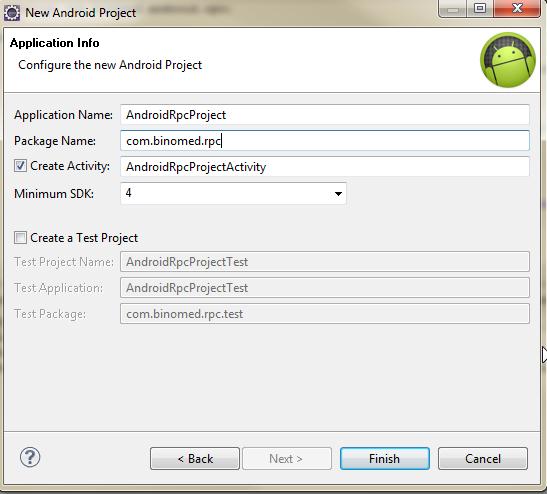 New Android Project
Application Info
Configure the new Android Project
Application Name: AndroidRpcProject
Package Name: com.binomed.rpc
Create Activity: AndroidRpcProjectActivity
Minimum SDK: 4
Create a Test Project
Test Project Name: AndroidRpcProjectTest
Test Application: AndroidRpcProjectTest
Test Package: com.binomed.rpc.test
? < Back Next > Finish Cancel